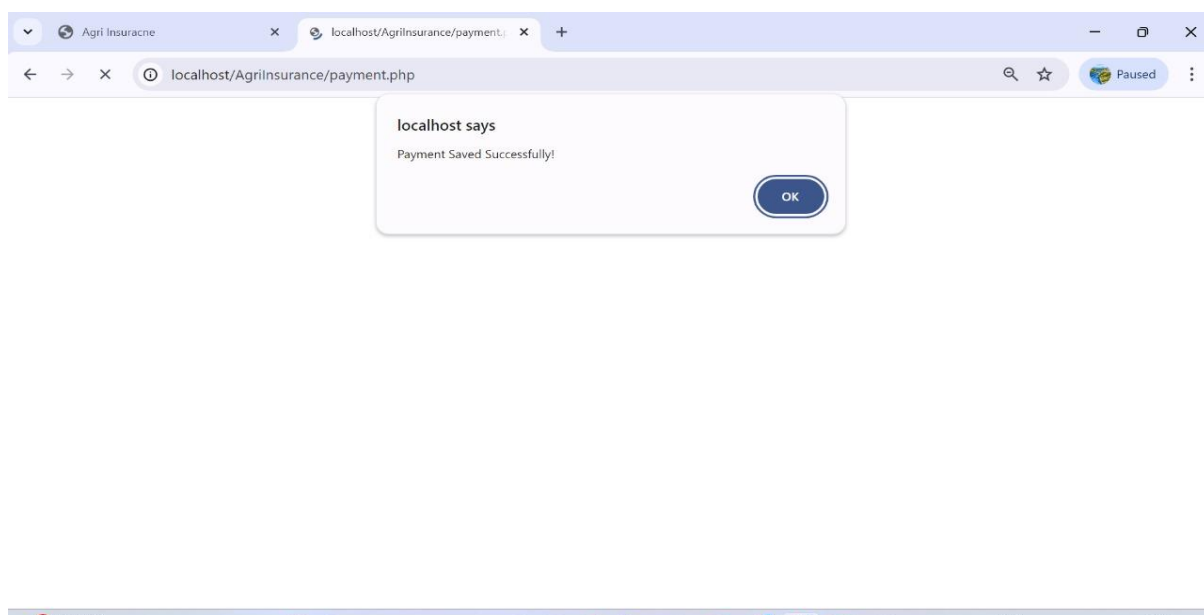 Agri Insuracne
localhost/AgriInsurance/payment.p
localhost/AgriInsurance/payment.php
Paused
localhost says
Payment Saved Successfully!
OK